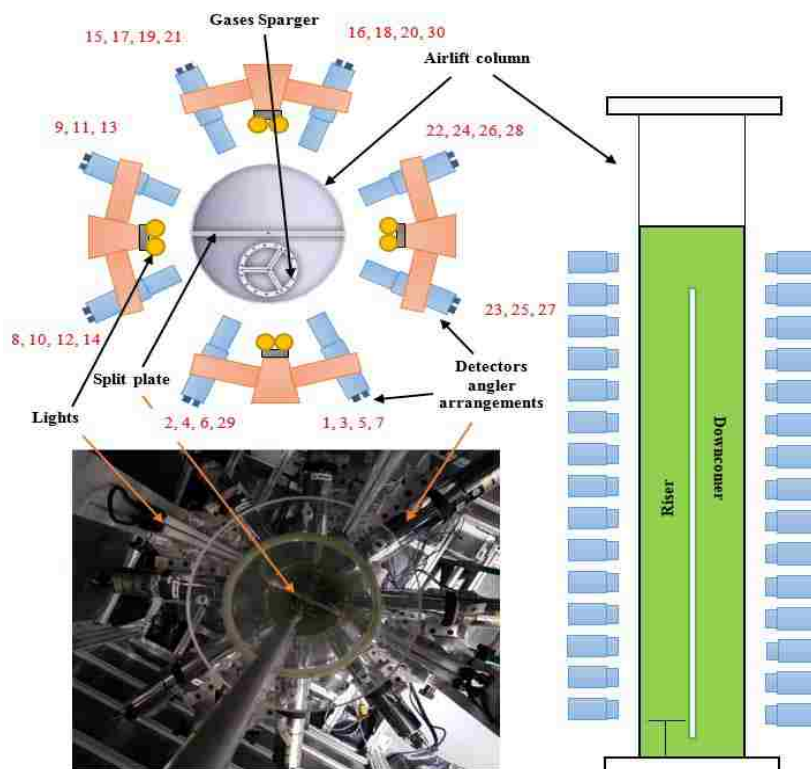 Gases Sparger
15, 17, 19, 21
16, 18, 20, 30
Airlift column
9, 11, 13
22, 24, 26, 28
8, 10, 12, 14
23, 25, 27
Split plate
Detectors
angler
arrangements
Lights
2, 4, 6, 29
1, 3, 5, 7
Riser
Downcomer